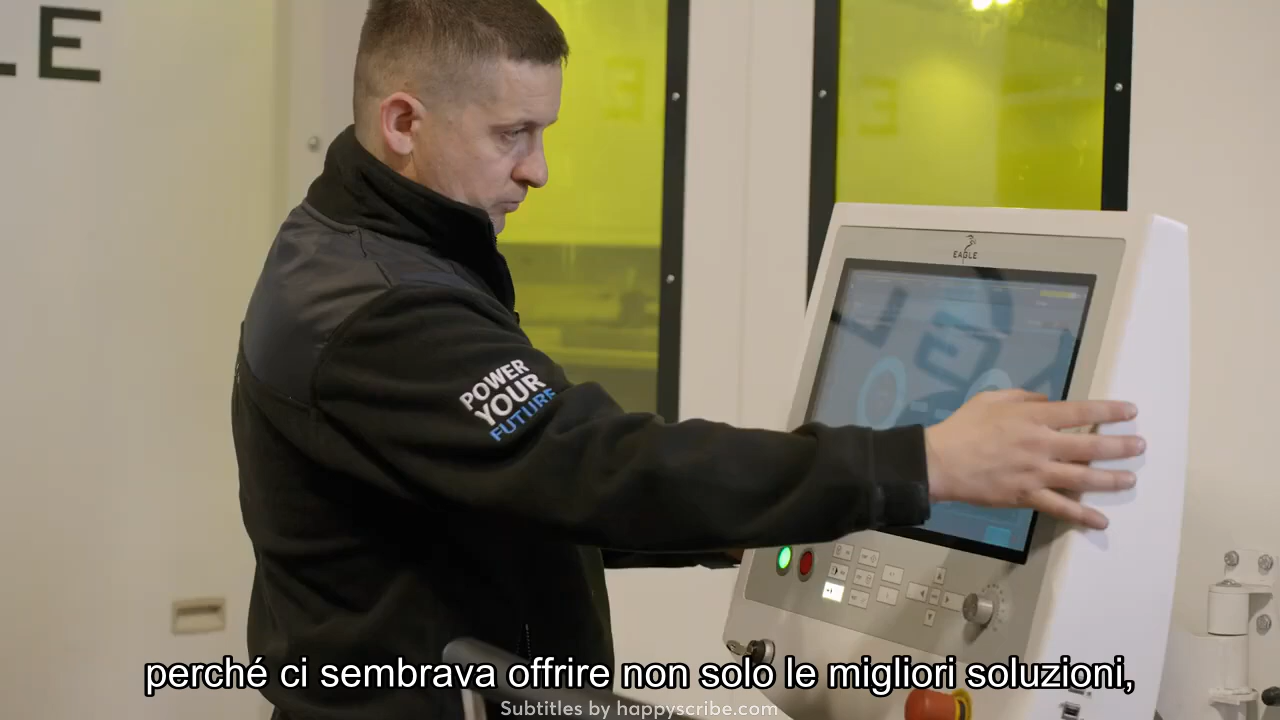 LE
EAGLE
POWER
YOUR
FUTURE
perché ci sembrava offrire non solo le migliori soluzioni,
Subtitles by happyscribe.com